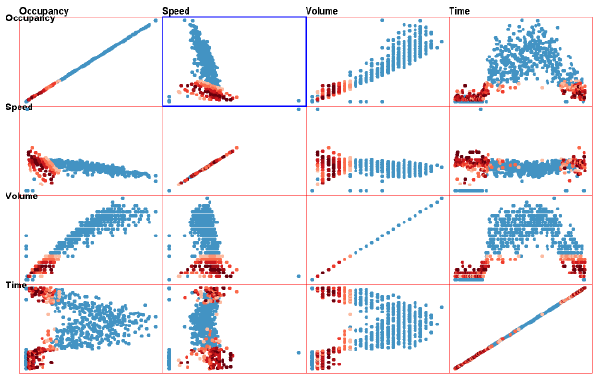 Occupancy Speed Volume Time
Occupancy
Speed
Volume
Time